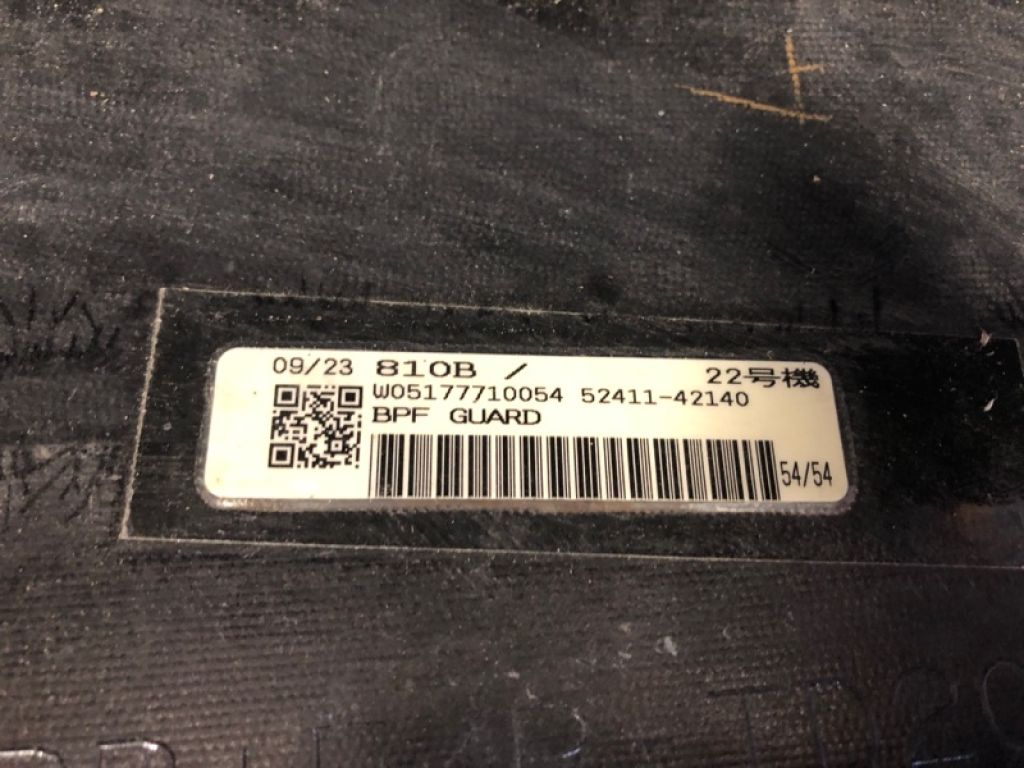 09/23 810B / 22号機
W05177710054 52411-42140
BPF GUARD
54/54